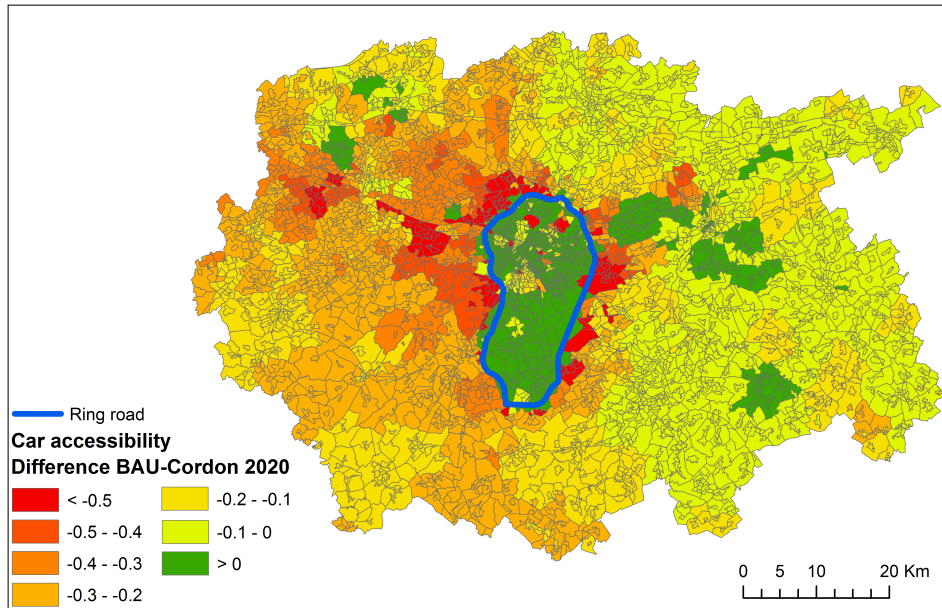 Ring road
Car accessibility
Difference BAU-Cordon 2020
< -0.5
-0.5 - -0.4
-0.4 - -0.3
-0.3 - -0.2
-0.2 - -0.1
-0.1 - 0
> 0
0 5 10 20 Km